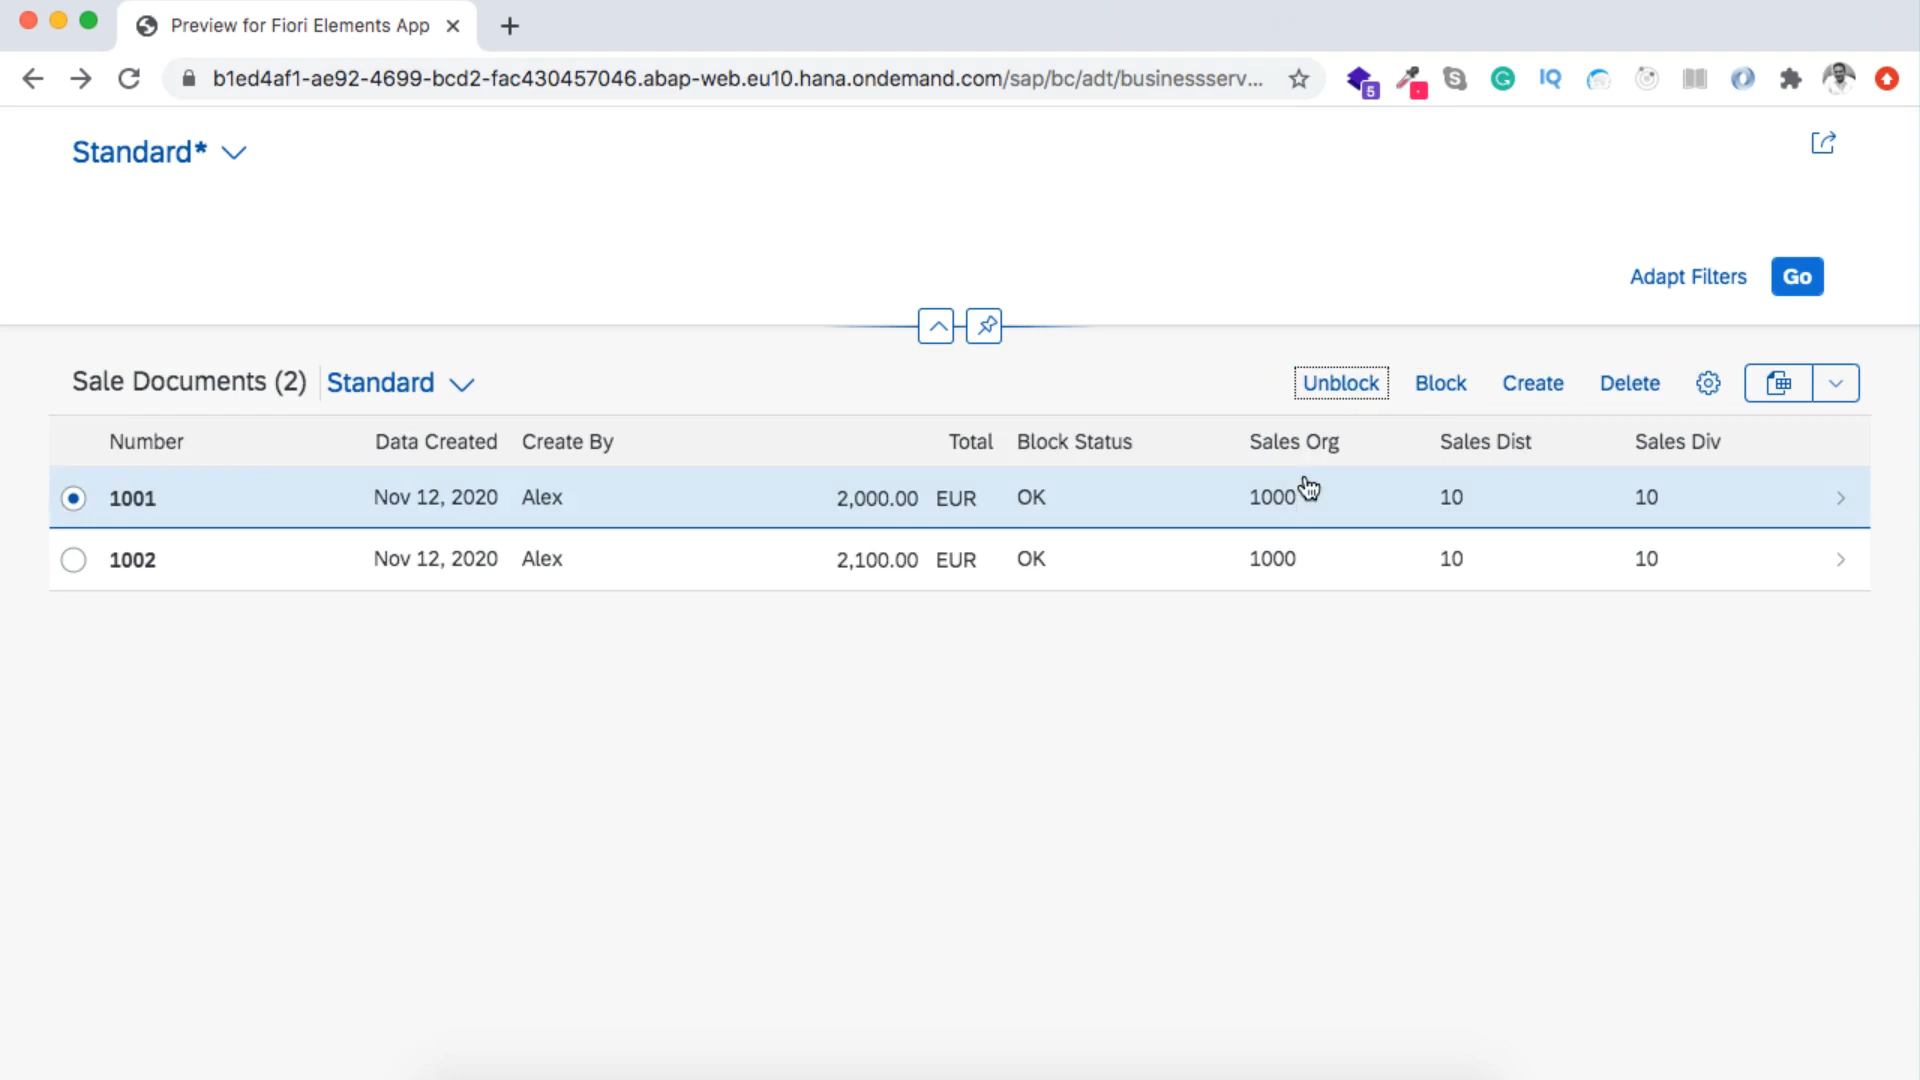 Preview for Fiori Elements App
b1ed4af1-ae92-4699-bcd2-fac430457046.abap-web.eu10.hana.ondemand.com/sap/bc/adt/businessserv...
5
IQ
Standard*
Adapt Filters Go
Sale Documents (2) Standard Unblock Block Create Delete
Number Data Created Create By Total Block Status Sales Org Sales Dist Sales Div
1001 Nov 12, 2020 Alex 2,000.00 EUR OK 1000 10 10
1002 Nov 12, 2020 Alex 2,100.00 EUR OK 1000 10 10